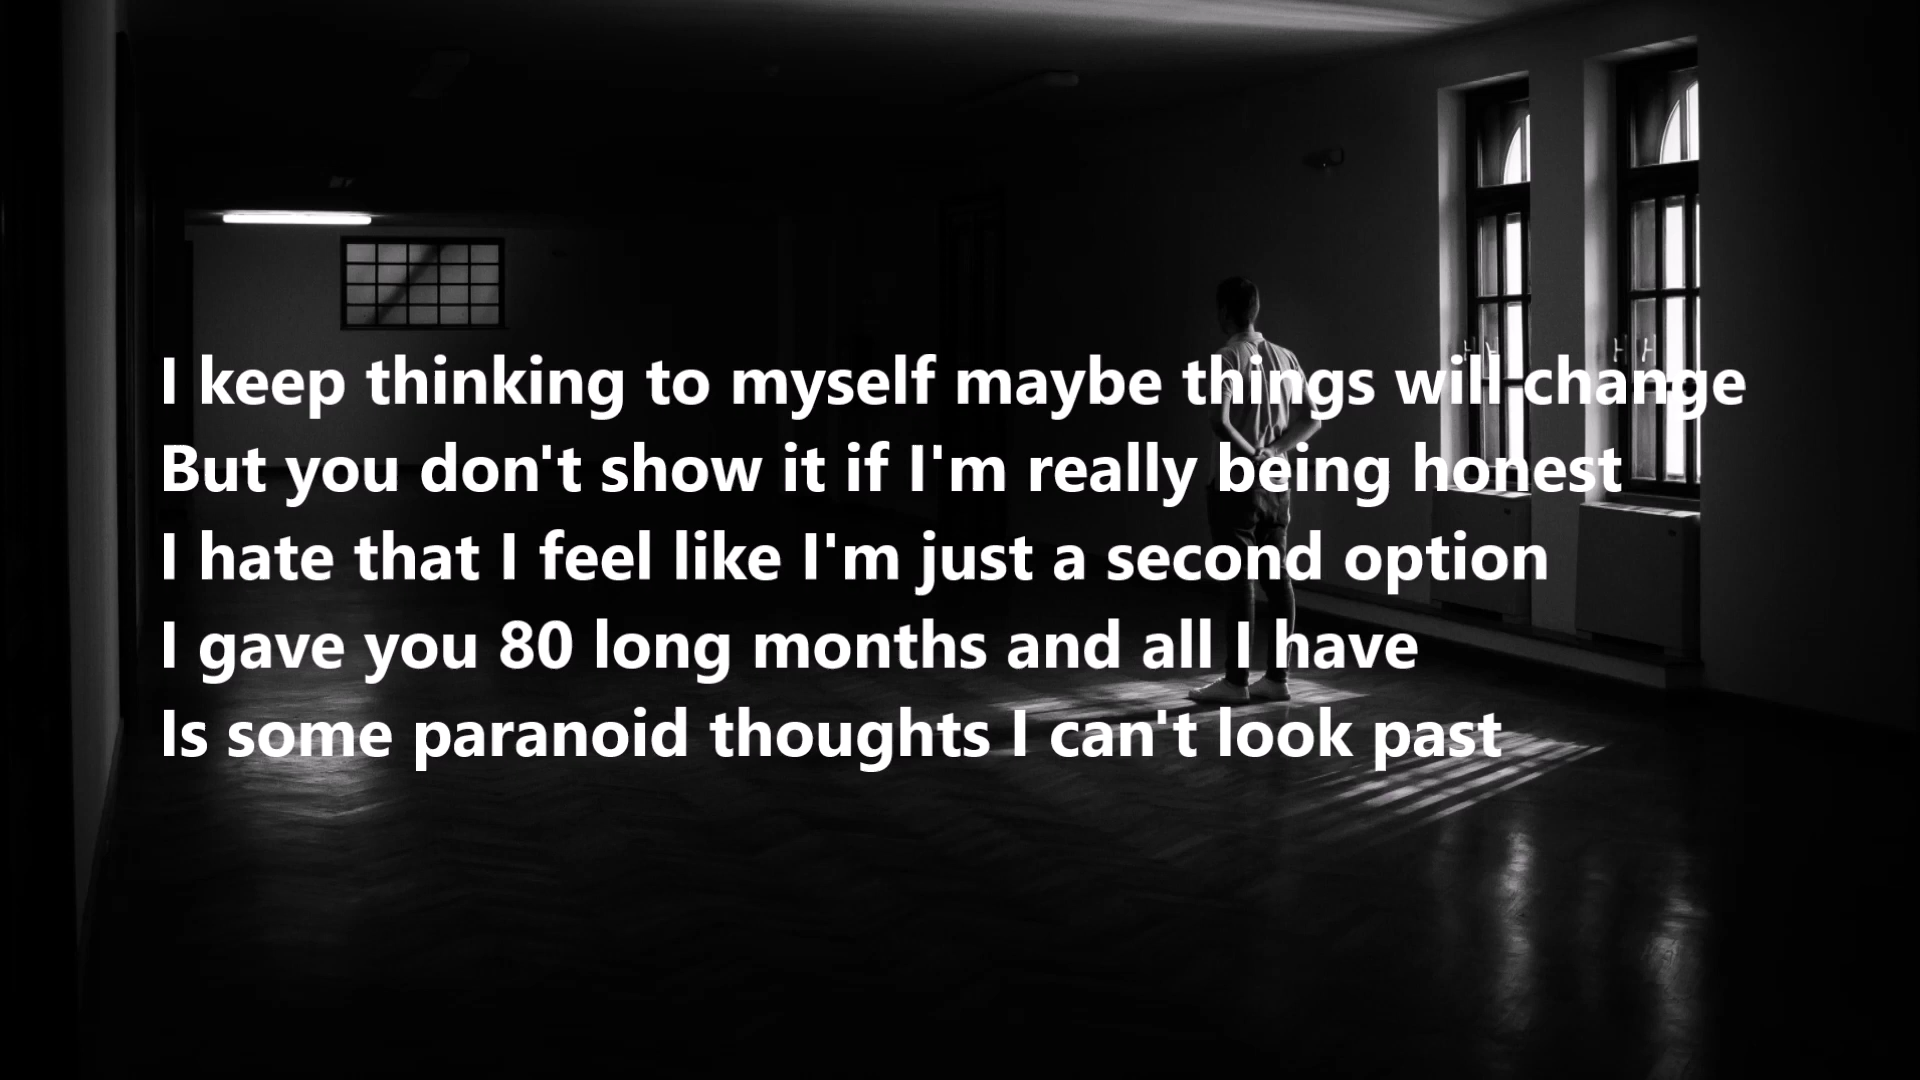 I keep thinking to myself maybe things will change
But you don't show it if I'm really being honest
I hate that I feel like I'm just a second option
I gave you 80 long months and all I have
Is some paranoid thoughts I can't look past